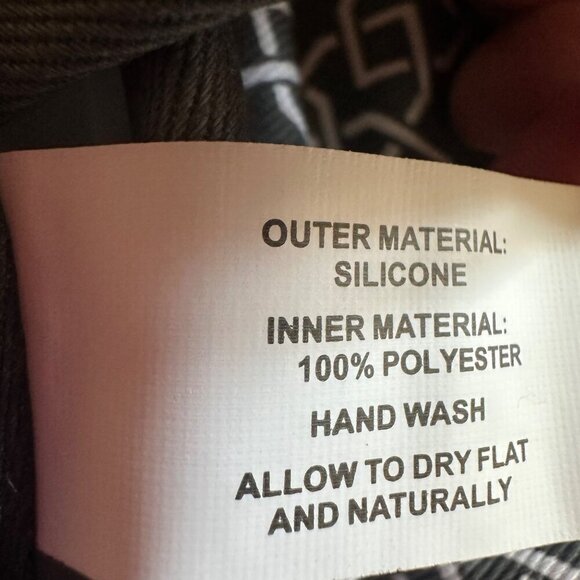 OUTER MATERIAL:
SILICONE
INNER MATERIAL:
100% POLYESTER
HAND WASH
ALLOW TO DRY FLAT
AND NATURALLY